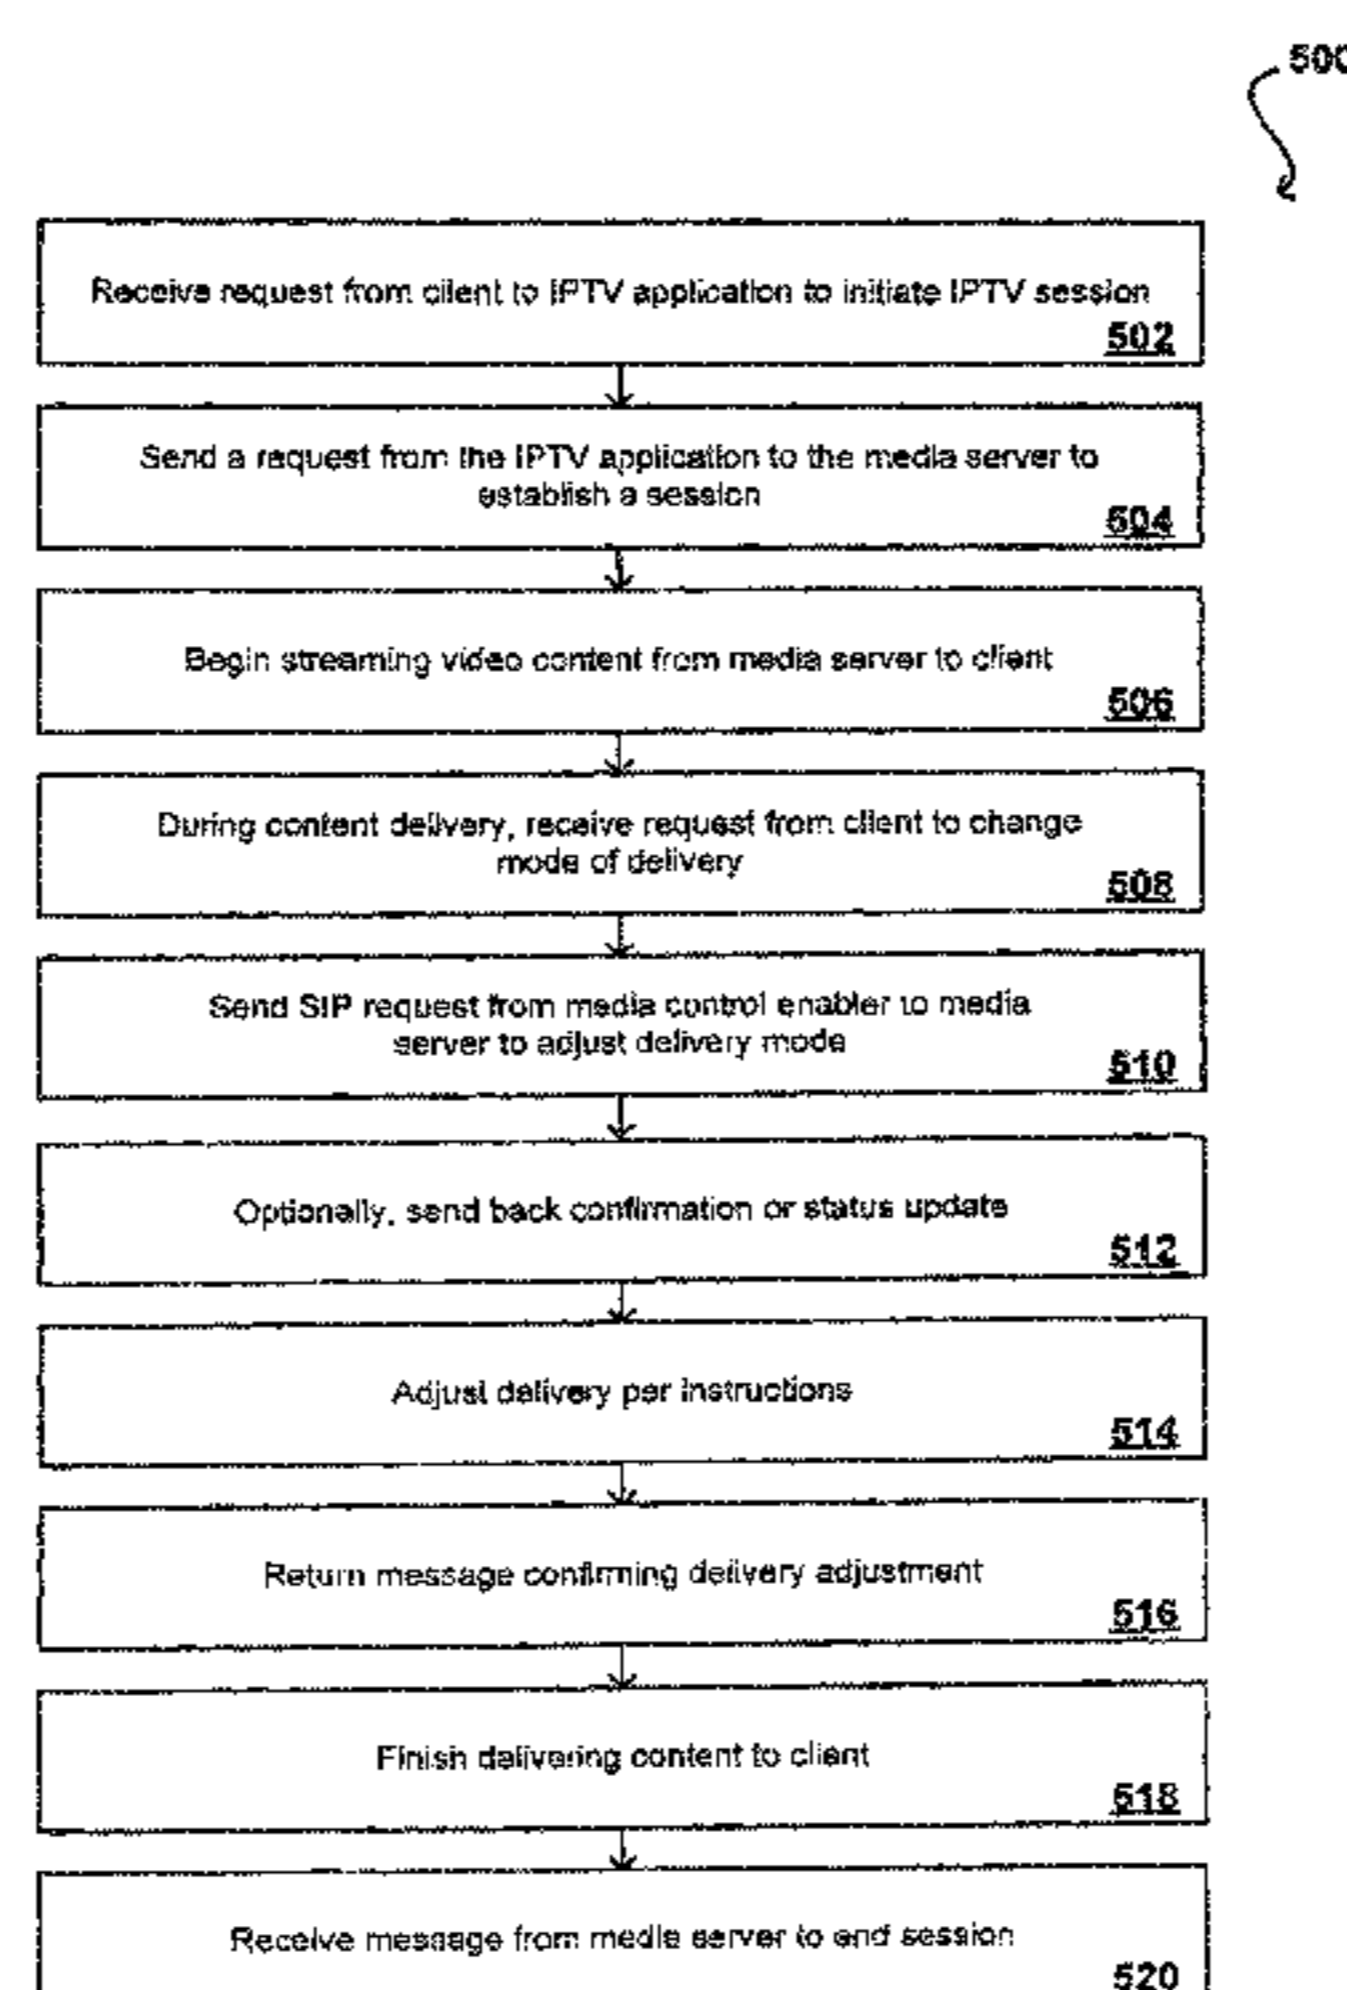 500
Receive request from client to IPTV application to initiate IPTV session
502
Send a request from the IPTV application to the media server to
establish a session
504
Begin streaming video content from media server to client
506
During content delivery, receive request from client to change
mode of delivery
508
Send SIP request from media control enabler to media
server to adjust delivery mode
510
Optionally, send back confirmation or status update
512
Adjust delivery per instructions
514
Return message confirming delivery adjustment
516
Finish delivering content to client
518
Receive message from media server to end session
520